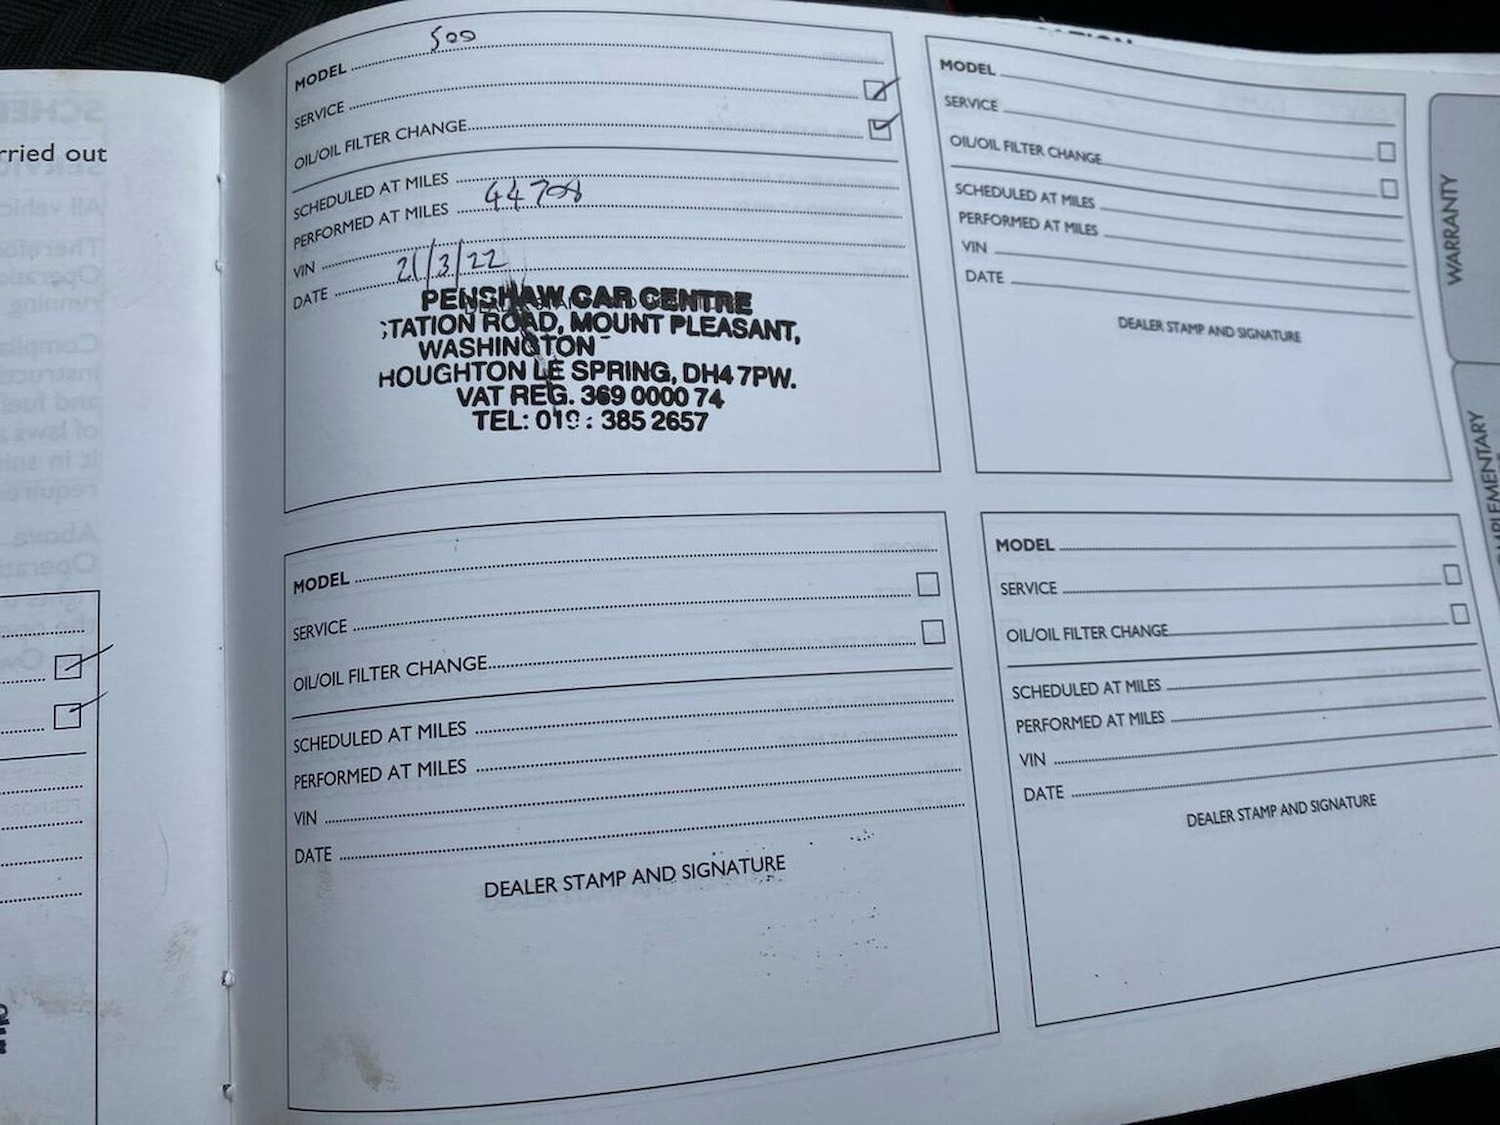 rried out
MODEL 500
SERVICE
OIL/OIL FILTER CHANGE
SCHEDULED AT MILES
PERFORMED AT MILES 44708
VIN
DATE 21/3/22
PENSHAW CAR CENTRE
STATION ROAD, MOUNT PLEASANT,
WASHINGTON
HOUGHTON LE SPRING, DH4 7PW.
VAT REG. 369 0000 74
TEL: 019 : 385 2657
MODEL
SERVICE
OIL/OIL FILTER CHANGE
SCHEDULED AT MILES
PERFORMED AT MILES
VIN
DATE
DEALER STAMP AND SIGNATURE
MODEL
SERVICE
OIL/OIL FILTER CHANGE
SCHEDULED AT MILES
PERFORMED AT MILES
VIN
DATE
DEALER STAMP AND SIGNATURE
MODEL
SERVICE
OIL/OIL FILTER CHANGE
SCHEDULED AT MILES
PERFORMED AT MILES
VIN
DATE
DEALER STAMP AND SIGNATURE
WARRANTY